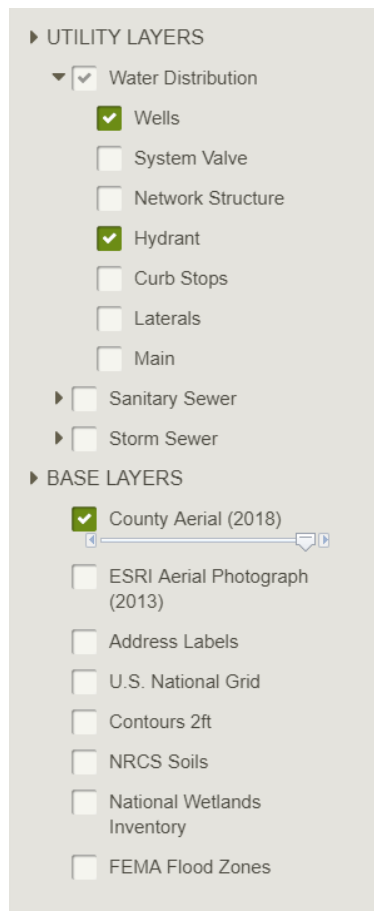 UTILITY LAYERS
Water Distribution
Wells
System Valve
Network Structure
Hydrant
Curb Stops
Laterals
Main
Sanitary Sewer
Storm Sewer
BASE LAYERS
County Aerial (2018)
ESRI Aerial Photograph
(2013)
Address Labels
U.S. National Grid
Contours 2ft
NRCS Soils
National Wetlands
Inventory
FEMA Flood Zones